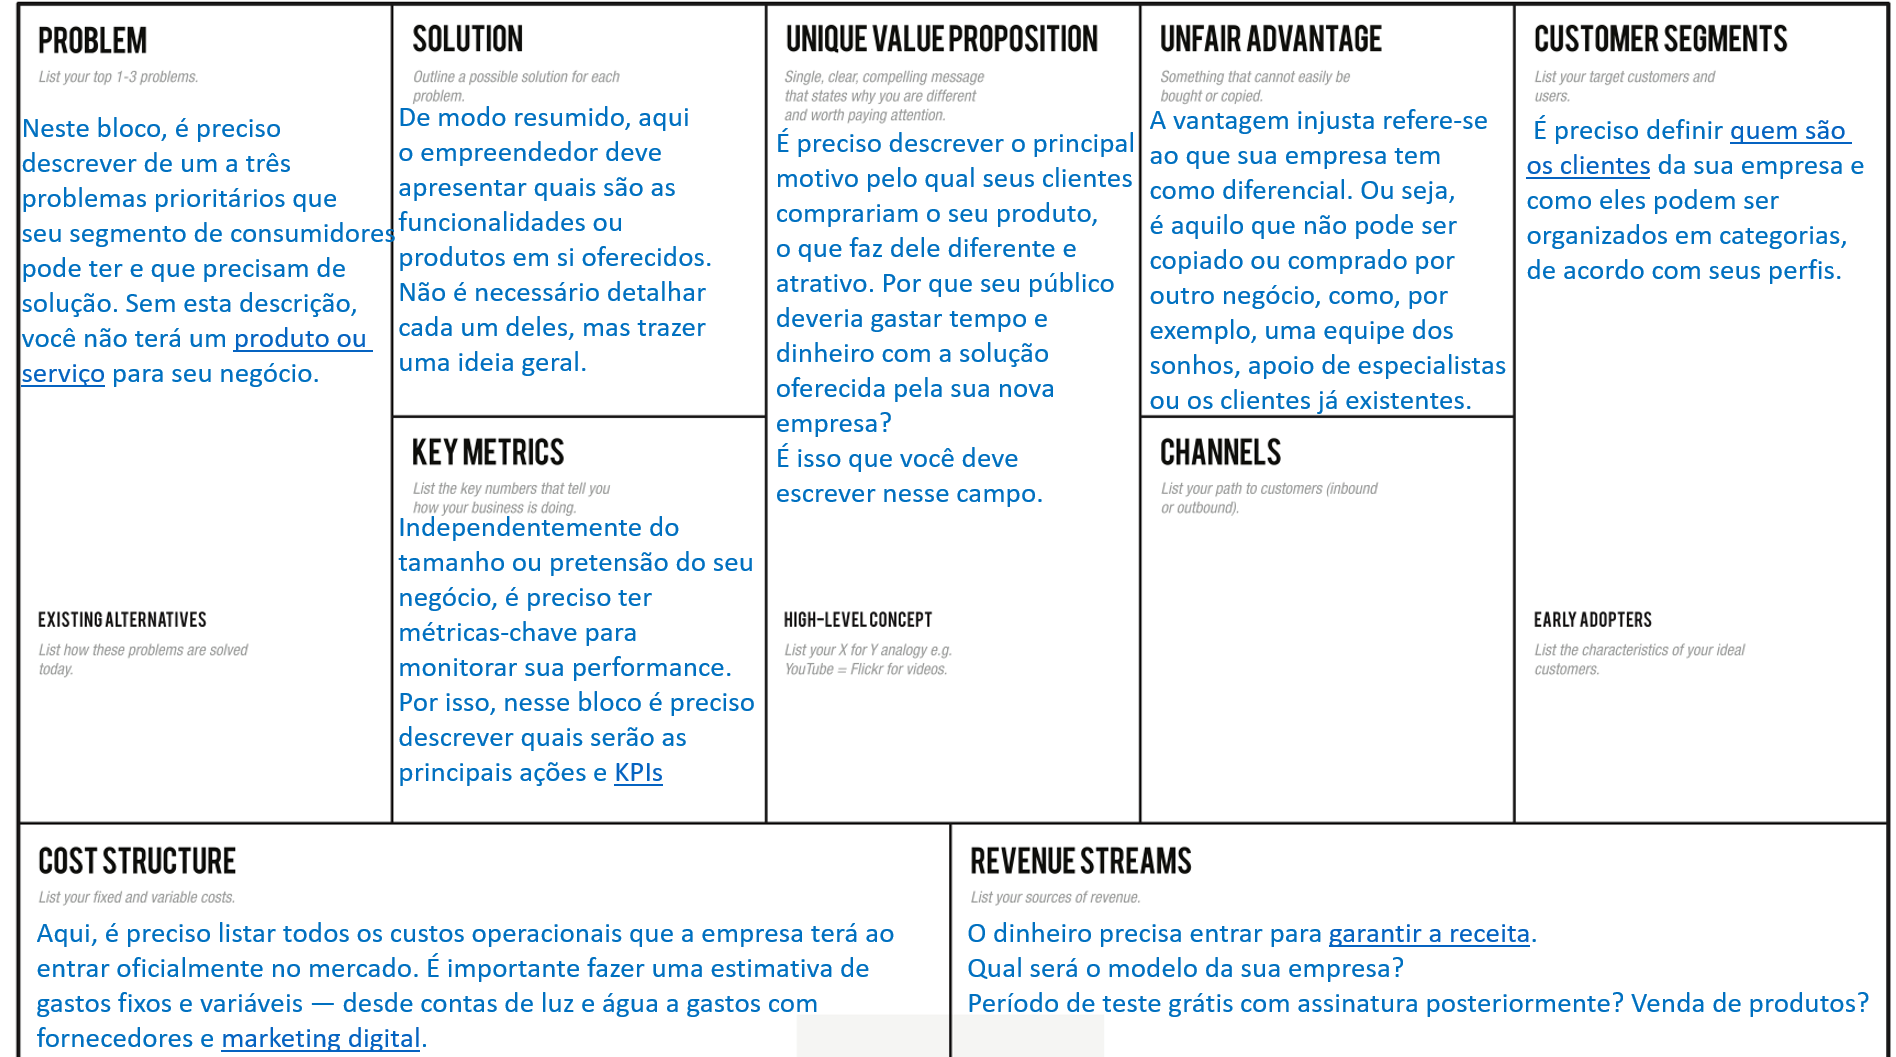 PROBLEM
List your top 1-3 problems.
Neste bloco, é preciso
descrever de um a três
problemas prioritários que
seu segmento de consumidores
pode ter e que precisam de
solução. Sem esta descrição,
você não terá um produto ou
serviço para seu negócio.
EXISTING ALTERNATIVES
List how these problems are solved
today.
SOLUTION
Outline a possible solution for each
problem.
De modo resumido, aqui
o empreendedor deve
apresentar quais são as
funcionalidades ou
produtos em si oferecidos.
Não é necessário detalhar
cada um deles, mas trazer
uma ideia geral.
KEY METRICS
List the key numbers that tell you
how your business is doing.
Independentemente do
tamanho ou pretensão do seu
negócio, é preciso ter
métricas-chave para
monitorar sua performance.
Por isso, nesse bloco é preciso
descrever quais serão as
principais ações e KPIs
UNIQUE VALUE PROPOSITION
Single, clear, compelling message
that states why you are different
and worth paying attention.
É preciso descrever o principal
motivo pelo qual seus clientes
comprariam o seu produto,
o que faz dele diferente e
atrativo. Por que seu público
deveria gastar tempo e
dinheiro com a solução
oferecida pela sua nova
empresa?
É isso que você deve
escrever nesse campo.
HIGH-LEVEL CONCEPT
List your X for Y analogy e.g.
YouTube = Flickr for videos.
UNFAIR ADVANTAGE
Something that cannot easily be
bought or copied.
A vantagem injusta refere-se
ao que sua empresa tem
como diferencial. Ou seja,
é aquilo que não pode ser
copiado ou comprado por
outro negócio, como, por
exemplo, uma equipe dos
sonhos, apoio de especialistas
ou os clientes já existentes.
CHANNELS
List your path to customers (inbound
or outbound).
CUSTOMER SEGMENTS
List your target customers and
users.
É preciso definir quem são
os clientes da sua empresa e
como eles podem ser
organizados em categorias,
de acordo com seus perfis.
EARLY ADOPTERS
List the characteristics of your ideal
customers.
COST STRUCTURE
List your fixed and variable costs.
Aqui, é preciso listar todos os custos operacionais que a empresa terá ao
entrar oficialmente no mercado. É importante fazer uma estimativa de
gastos fixos e variáveis — desde contas de luz e água a gastos com
fornecedores e marketing digital.
REVENUE STREAMS
List your sources of revenue.
O dinheiro precisa entrar para garantir a receita.
Qual será o modelo da sua empresa?
Período de teste grátis com assinatura posteriormente? Venda de produtos?